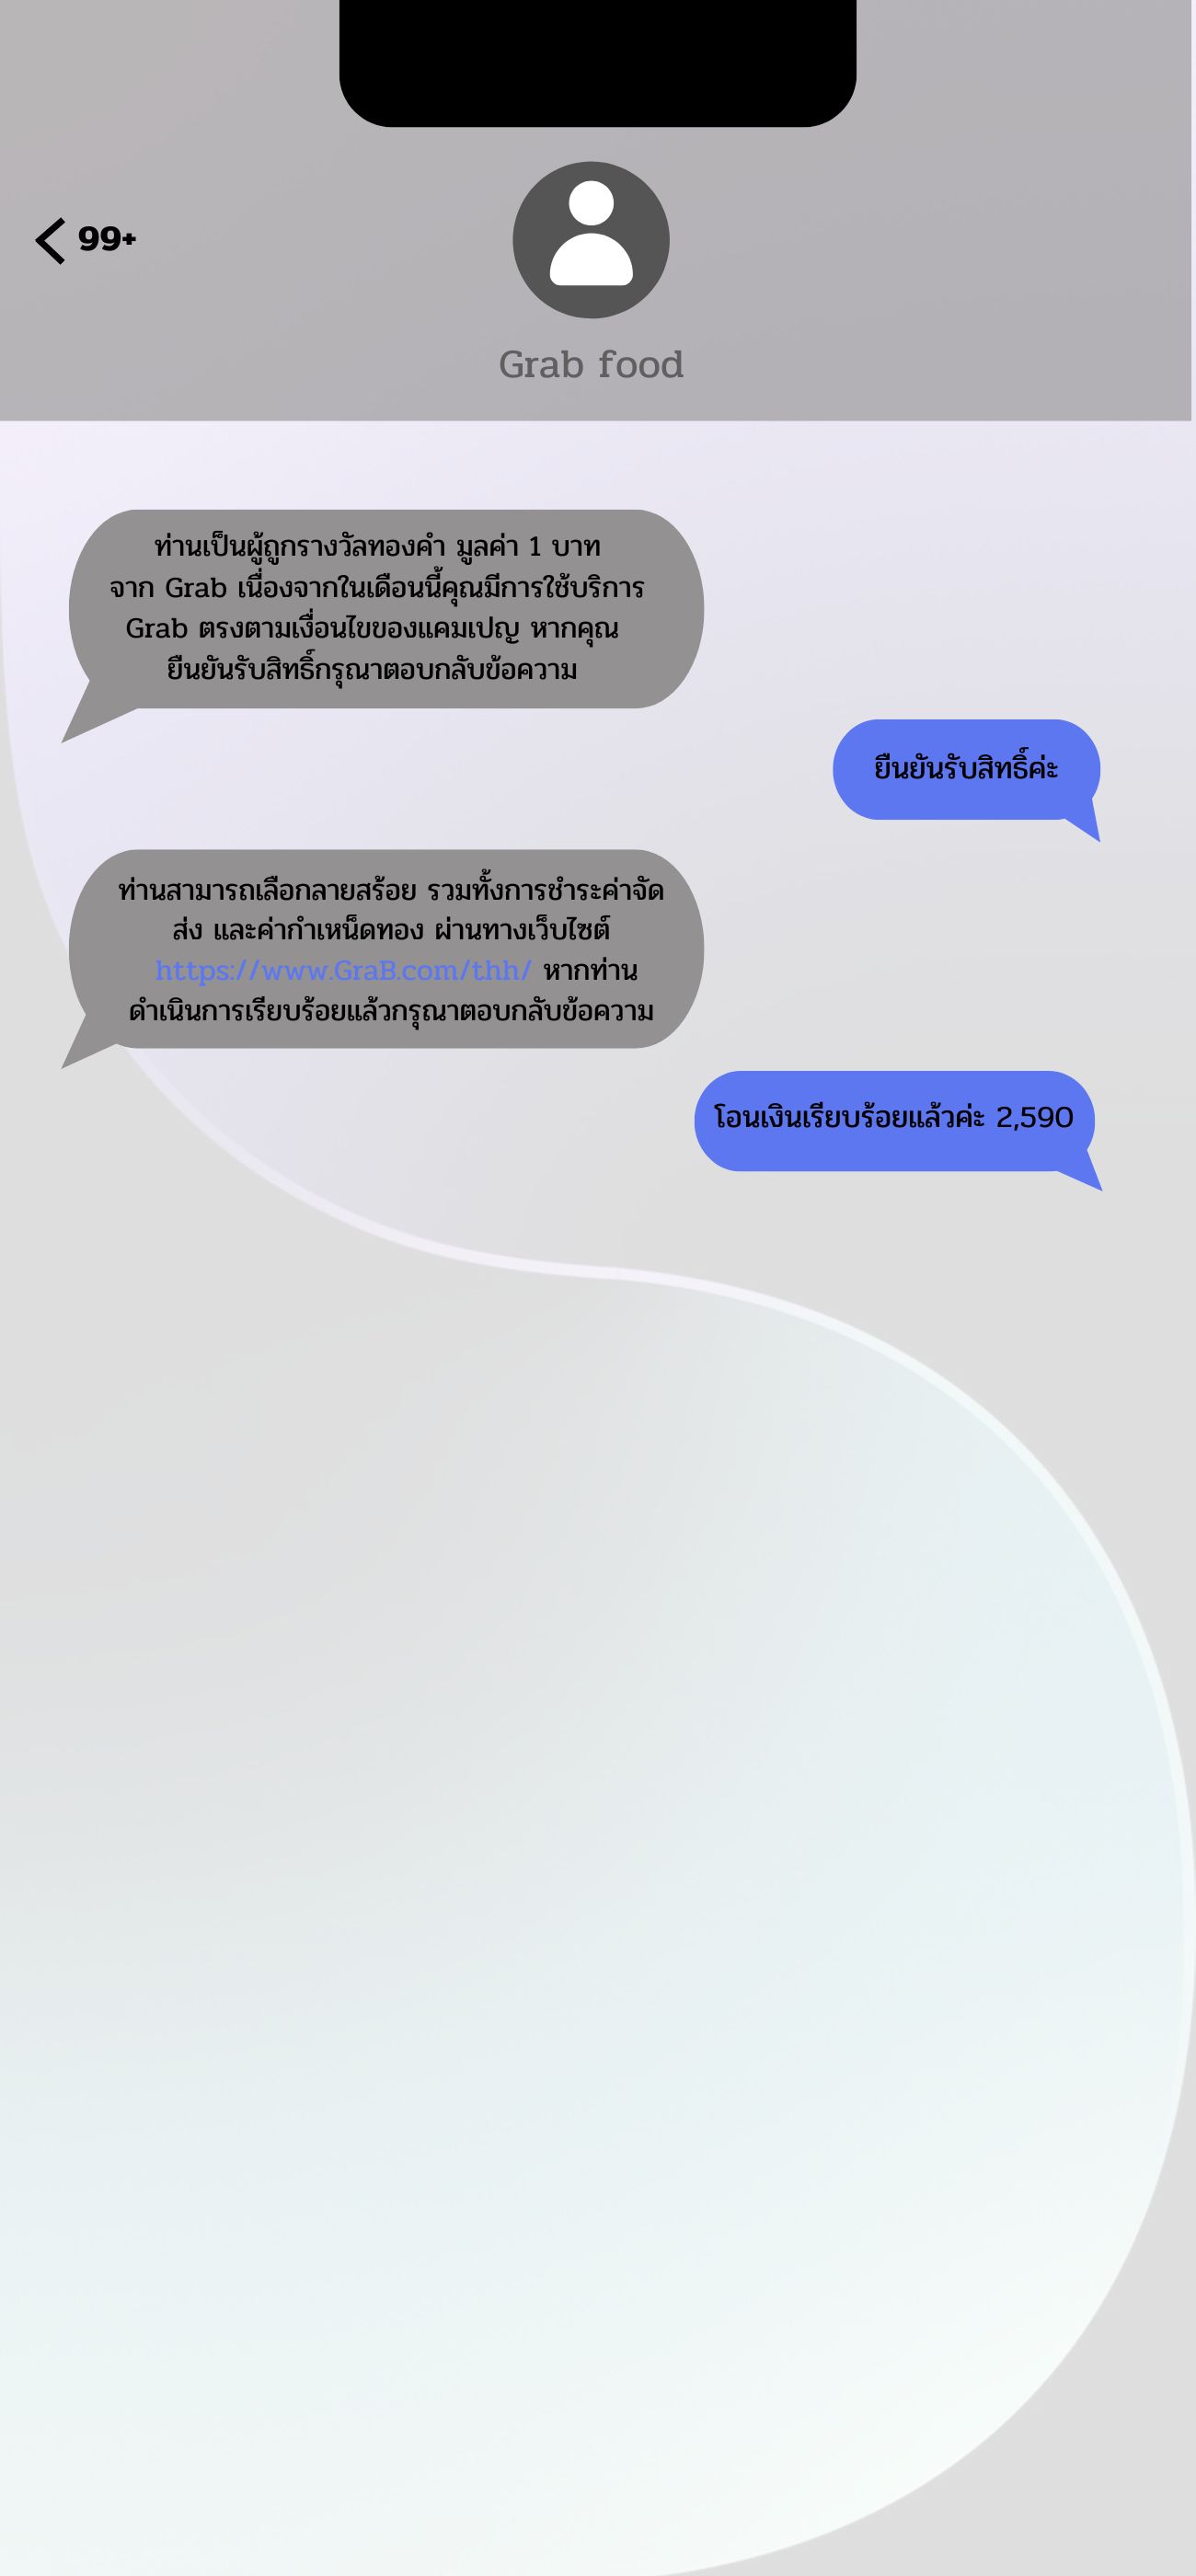 99+
Grab food
ท่านเป็นผู้ถูกรางวัลทองคำ มูลค่า 1 บาท
จาก Grab เนื่องจากในเดือนนี้คุณมีการใช้บริการ
Grab ตรงตามเงื่อนไขของแคมเปญ หากคุณ
ยืนยันรับสิทธิ์กรุณาตอบกลับข้อความ
ยืนยันรับสิทธิ์ค่ะ
ท่านสามารถเลือกลายสร้อย รวมทั้งการชำระค่าจัด
ส่ง และค่ากำเหน็ดทอง ผ่านทางเว็บไซต์
https://www.GraB.com/thh/ หากท่าน
ดำเนินการเรียบร้อยแล้วกรุณาตอบกลับข้อความ
โอนเงินเรียบร้อยแล้วค่ะ 2,590